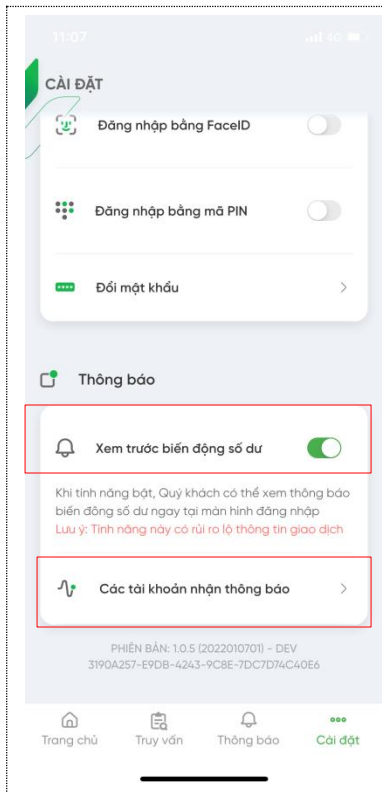 11:07
4G
CÀI ĐẶT
Đăng nhập bằng FaceID
Đăng nhập bằng mã PIN
Đổi mật khẩu
Thông báo
Xem trước biến động số dư
Khi tính năng bật, Quý khách có thể xem thông báo
biến động số dư ngay tại màn hình đăng nhập
Lưu ý: Tính năng này có rủi ro lộ thông tin giao dịch
Các tài khoản nhận thông báo
PHIÊN BẢN: 1.0.5 (2022010701) - DEV
3190A257-E9DB-4243-9C8E-7DC7D74C40E6
Trang chủ Truy vấn Thông báo Cài đặt